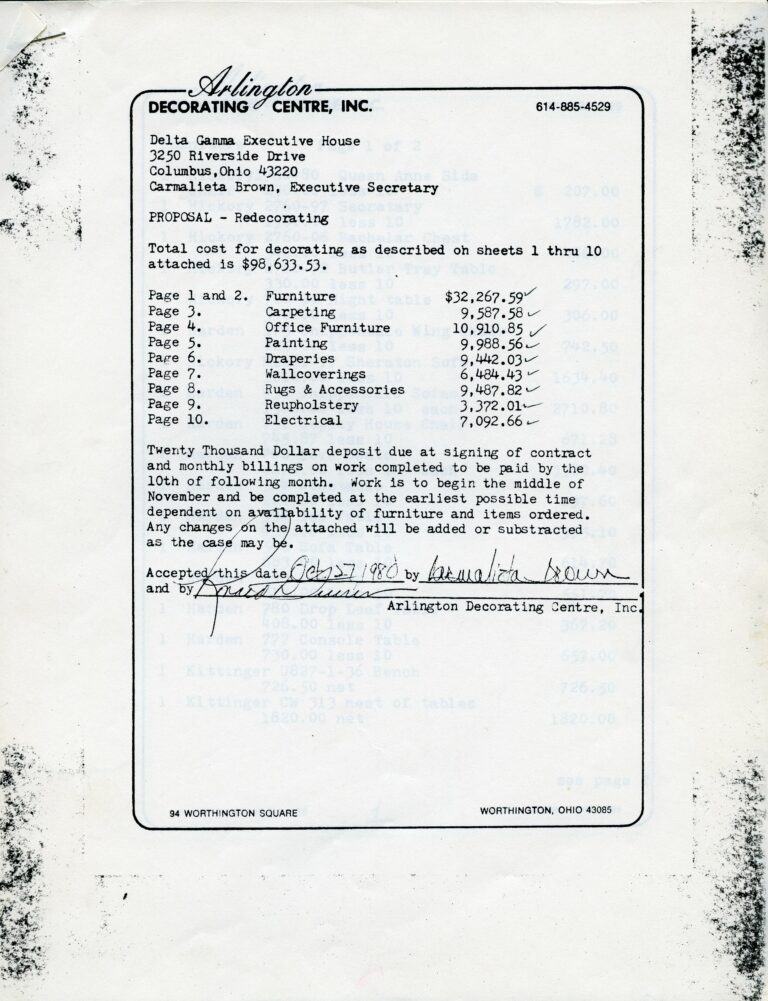 Arlington
DECORATING CENTRE, INC. 614-885-4529
Delta Gamma Executive House
3250 Riverside Drive
Columbus,Ohio 43220
Carmalieta Brown, Executive Secretary
PROPOSAL - Redecorating
Total cost for decorating as described oh sheets 1 thru 10
attached is $98,633.53.
Page 1 and 2. Furniture $32,267.59✓
Page 3. Carpeting 9,587.58✓
Page 4. Office Furniture 10,910.85✓
Page 5. Painting 9,988.56✓
Page 6. Draperies 9,442.03✓
Page 7. Wallcoverings 6,484.43✓
Page 8. Rugs & Accessories 9,487.82✓
Page 9. Reupholstery 3,372.01✓
Page 10. Electrical 7,092.66✓
Twenty Thousand Dollar deposit due at signing of contract
and monthly billings on work completed to be paid by the
10th of following month. Work is to begin the middle of
November and be completed at the earliest possible time
dependent on availability of furniture and items ordered.
Any changes on the attached will be added or substracted
as the case may be.
Accepted this date Oct 27 1980 by Carmalieta Brown
and by
Arlington Decorating Centre, Inc.
94 WORTHINGTON SQUARE WORTHINGTON, OHIO 43085